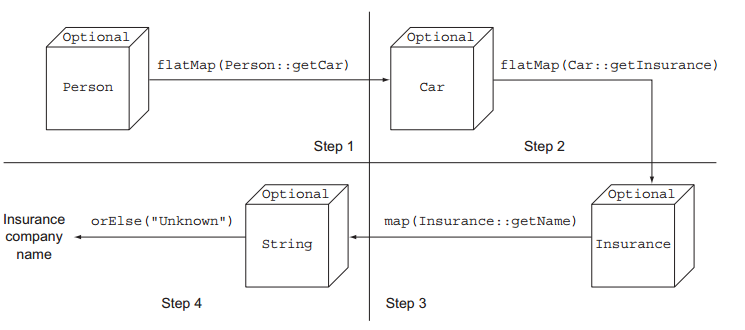 Optional
Person
flatMap(Person::getCar)
Step 1
Optional
Car
flatMap(Car::getInsurance)
Step 2
Optional
Insurance
map(Insurance::getName)
Step 3
Optional
String
orElse("Unknown")
Insurance
company
name
Step 4